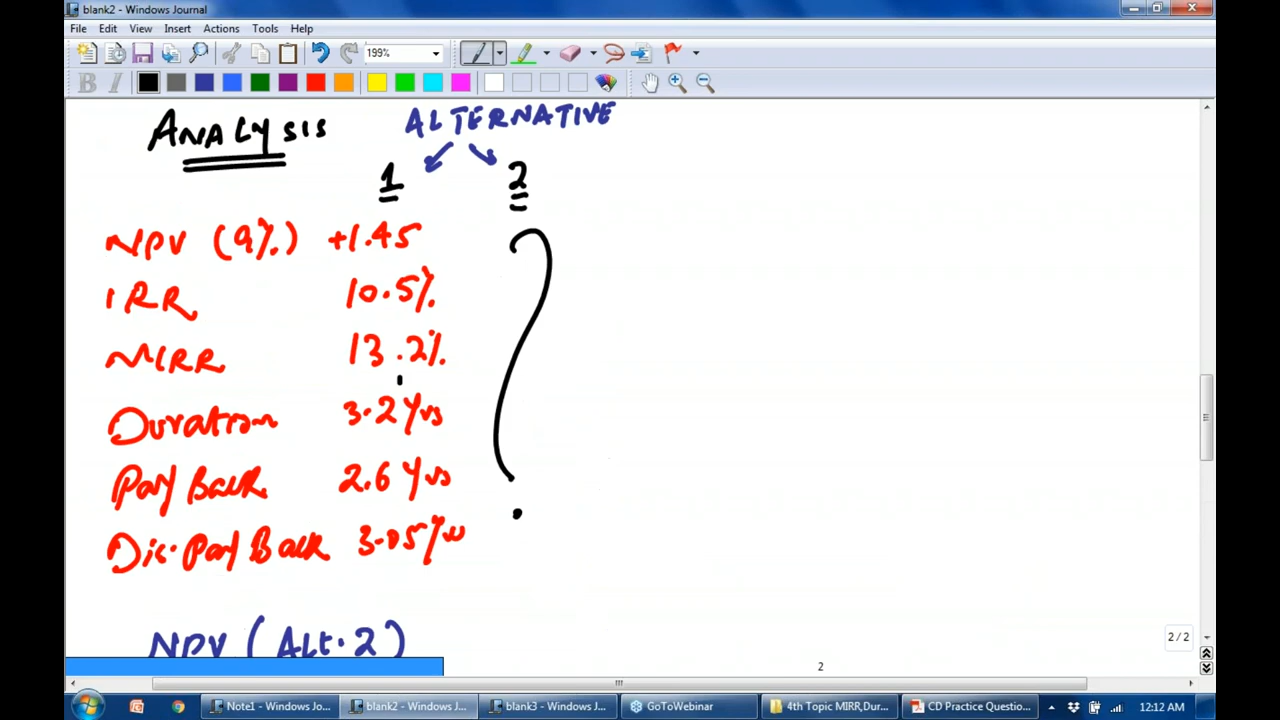 blank2 - Windows Journal
File Edit View Insert Actions Tools Help
199%
B I
ANALYSIS ALTERNATIVE
1 2
NPV (9%) +1.45
IRR 10.5%
MIRR 13.2%
Duration 3.2 Yrs
Pay Back 2.6 Yrs
Dis. Pay Back 3.05 Yrs
NPV (Alt. 2)
2/2
2
Note1 - Windows Jo...
blank2 - Windows J...
blank3 - Windows J...
GoToWebinar
4th Topic MIRR,Dur...
CD Practice Questio...
12:12 AM